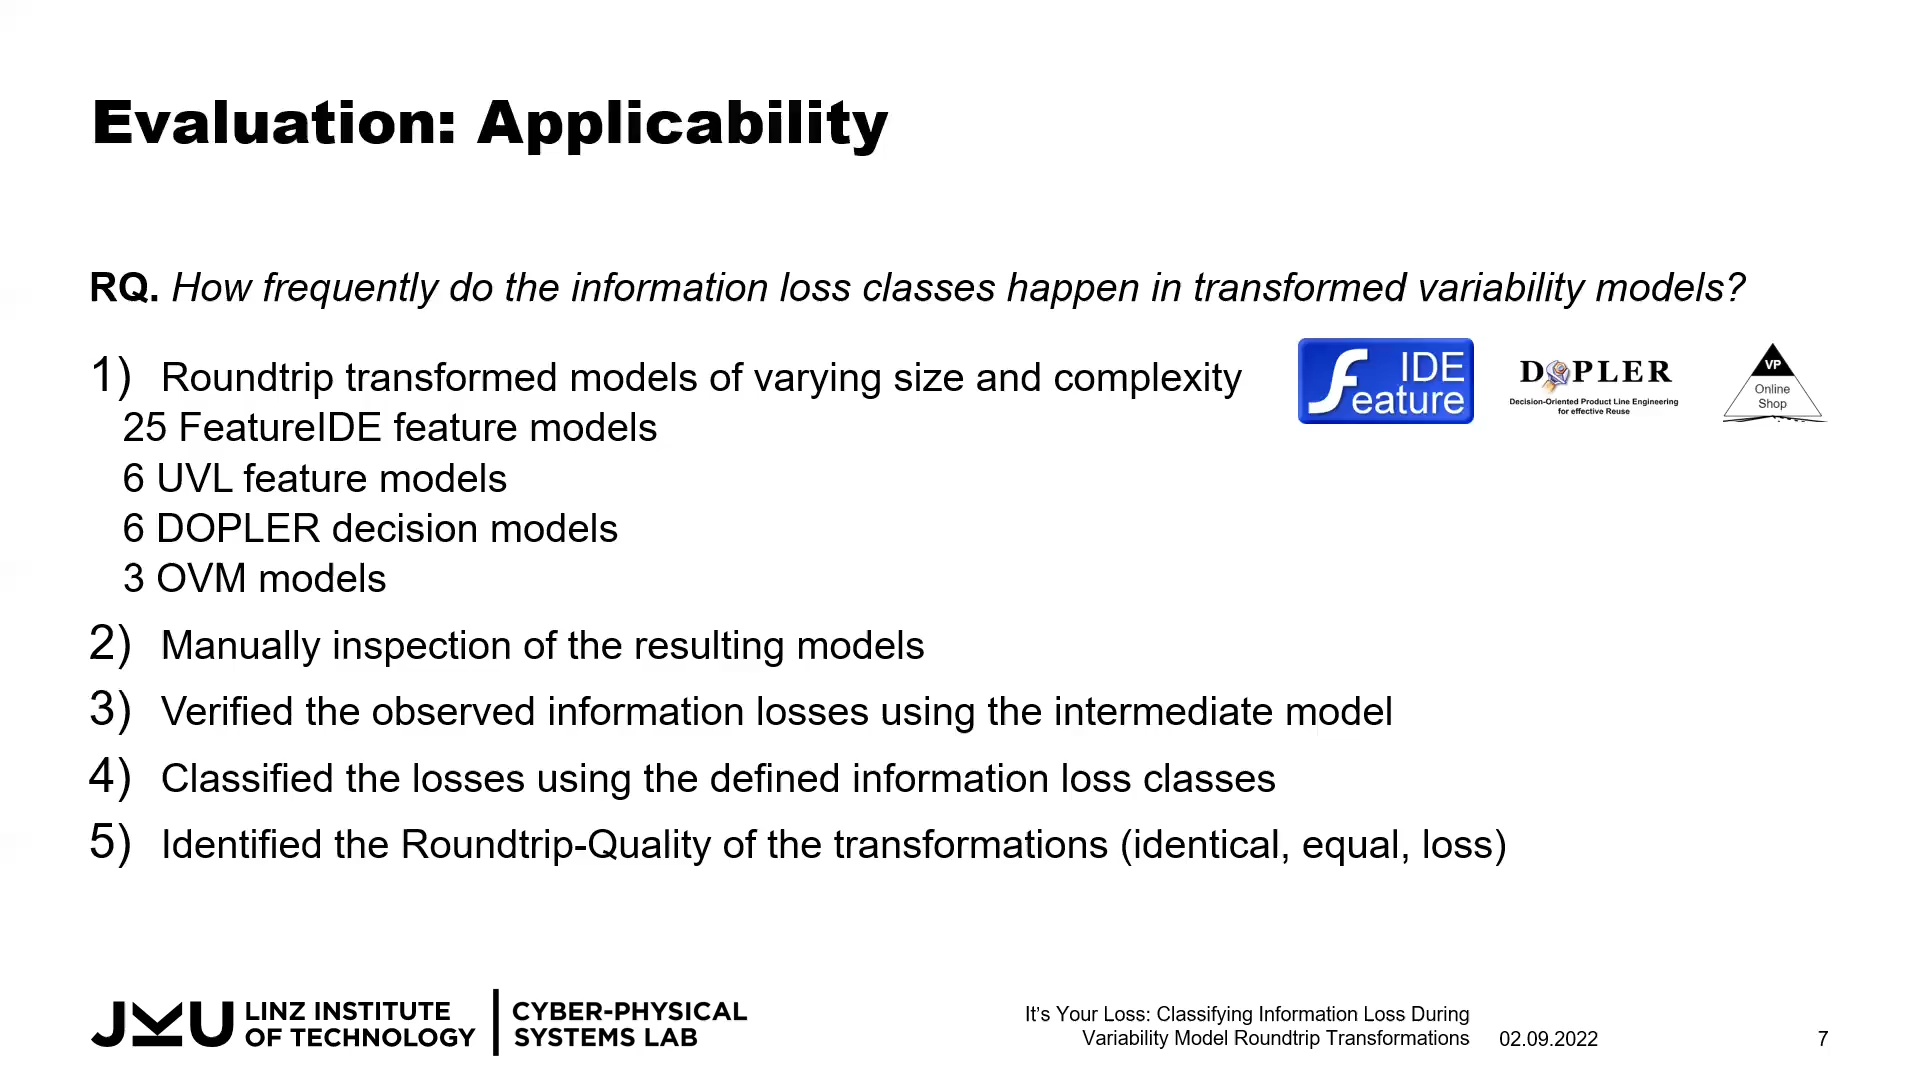 Evaluation: Applicability
RQ. How frequently do the information loss classes happen in transformed variability models?
1) Roundtrip transformed models of varying size and complexity
25 FeatureIDE feature models
6 UVL feature models
6 DOPLER decision models
3 OVM models
IDE
Feature
DOPLER
Decision-Oriented Product Line Engineering
for effective Reuse
VP
Online
Shop
2) Manually inspection of the resulting models
3) Verified the observed information losses using the intermediate model
4) Classified the losses using the defined information loss classes
5) Identified the Roundtrip-Quality of the transformations (identical, equal, loss)
JKU LINZ INSTITUTE
OF TECHNOLOGY
CYBER-PHYSICAL
SYSTEMS LAB
It's Your Loss: Classifying Information Loss During
Variability Model Roundtrip Transformations
02.09.2022
7